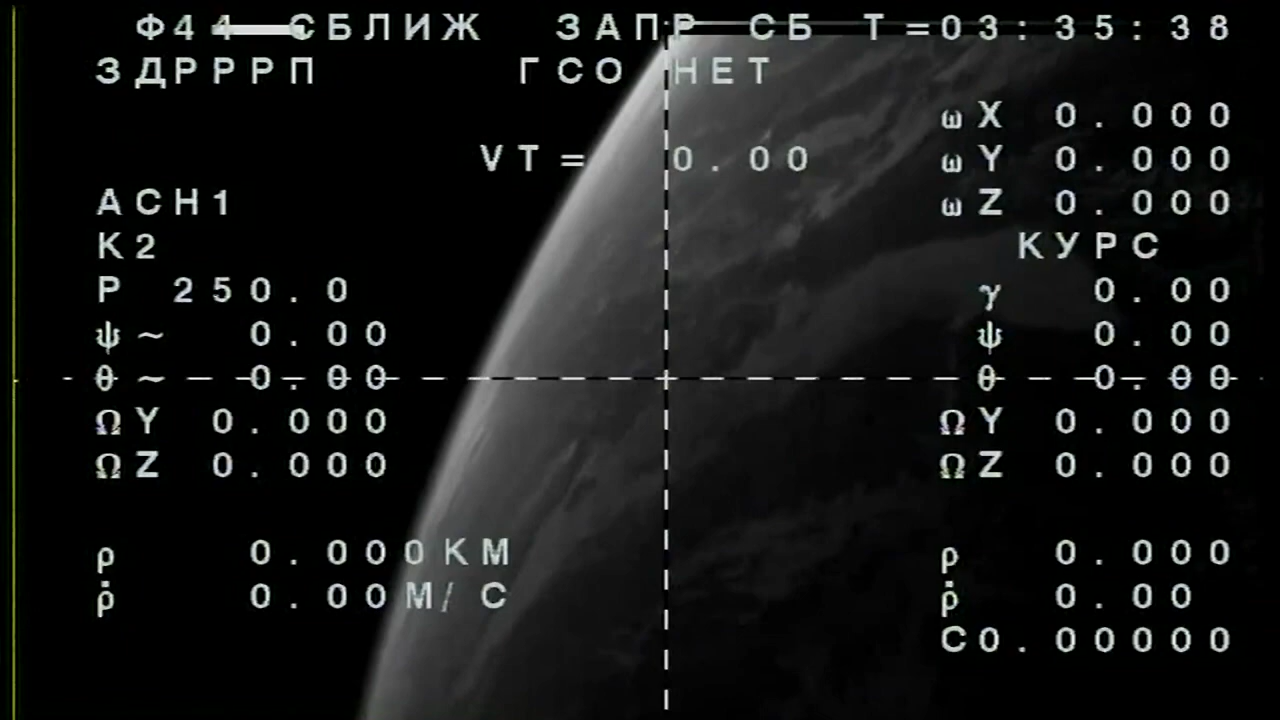 Ф44 СБЛИЖ ЗАПР СБ Т=03:35:38
ЗДРРРП ГСО НЕТ
ωX 0.000
VT= 0.00 ωY 0.000
АСН1 ωZ 0.000
К2 КУРС
Р 250.0 γ 0.00
ψ~ 0.00 ψ 0.00
θ~ 0.00 θ 0.00
ΩY 0.000 ΩY 0.000
ΩZ 0.000 ΩZ 0.000
ρ 0.000КМ ρ 0.000
ρ̇ 0.00М/С ρ̇ 0.00
С0.00000